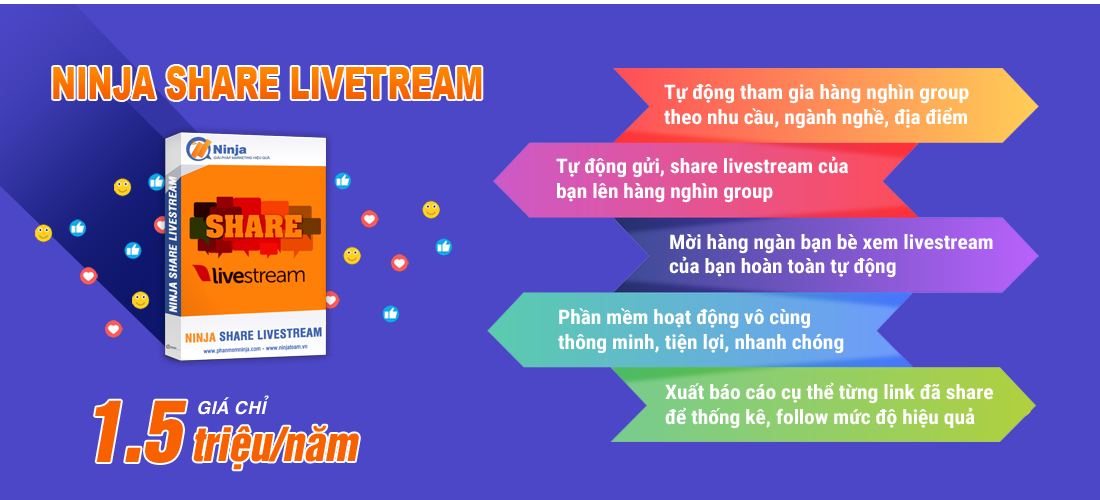 NINJA SHARE LIVETREAM
Ninja
GIẢI PHÁP MARKETING HIỆU QUẢ
NINJA SHARE LIVESTREAM
SHARE
livestream
NINJA SHARE LIVESTREAM
www.phanmemninja.com - www.ninjateam.vn
GIÁ CHỈ
1.5 triệu/năm
Tự động tham gia hàng nghìn group
theo nhu cầu, ngành nghề, địa điểm
Tự động gửi, share livestream của
bạn lên hàng nghìn group
Mời hàng ngàn bạn bè xem livestream
của bạn hoàn toàn tự động
Phần mềm hoạt động vô cùng
thông minh, tiện lợi, nhanh chóng
Xuất báo cáo cụ thể từng link đã share
để thống kê, follow mức độ hiệu quả